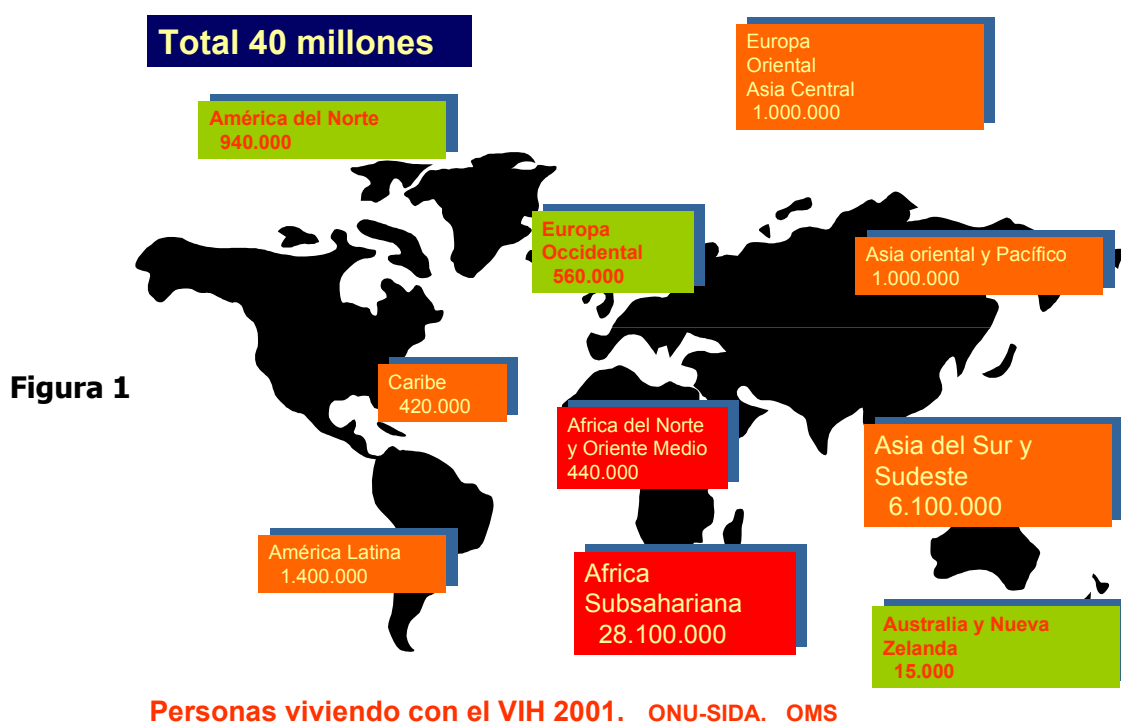 Total 40 millones
Europa
Oriental
Asia Central
1.000.000
América del Norte
940.000
Europa
Occidental
560.000
Asia oriental y Pacífico
1.000.000
Figura 1
Caribe
420.000
Africa del Norte
y Oriente Medio
440.000
Asia del Sur y
Sudeste
6.100.000
América Latina
1.400.000
Africa
Subsahariana
28.100.000
Australia y Nueva
Zelanda
15.000
Personas viviendo con el VIH 2001. ONU-SIDA. OMS